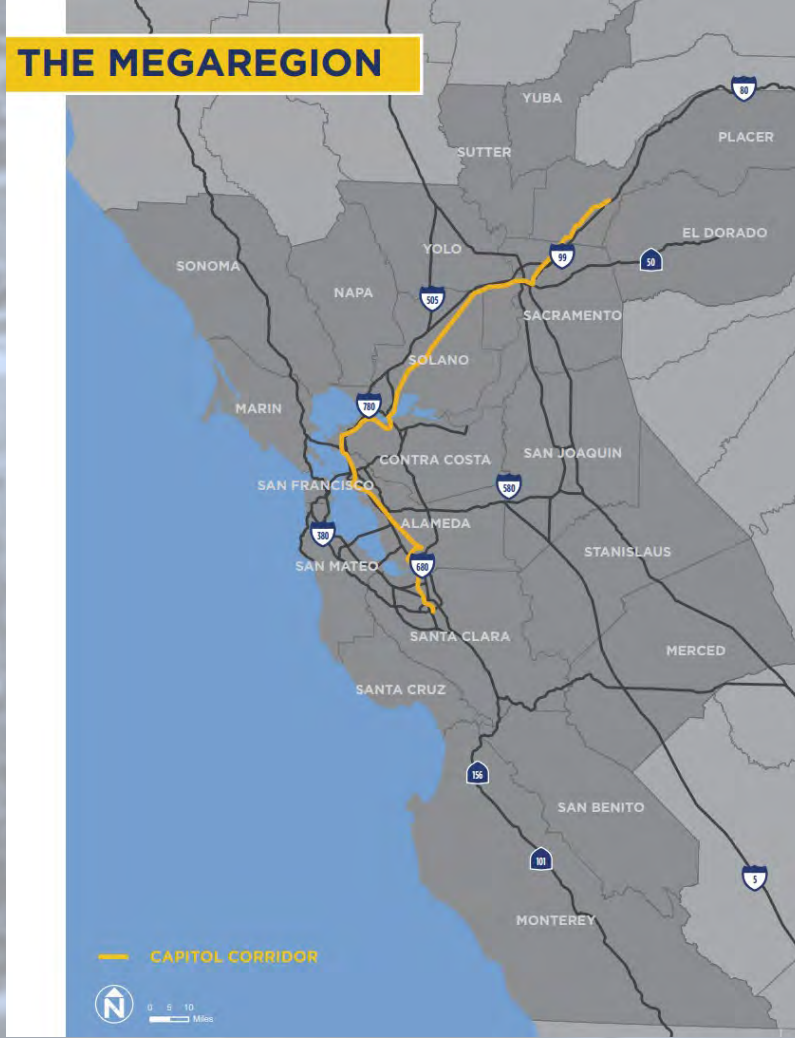 THE MEGAREGION
80
YUBA
PLACER
SUTTER
EL DORADO
YOLO
99
50
SONOMA
NAPA
505
SACRAMENTO
SOLANO
780
MARIN
CONTRA COSTA
SAN JOAQUIN
SAN FRANCISCO
580
ALAMEDA
380
STANISLAUS
SAN MATEO
680
SANTA CLARA
MERCED
SANTA CRUZ
156
SAN BENITO
101
5
MONTEREY
CAPITOL CORRIDOR
N
0 5 10
Miles